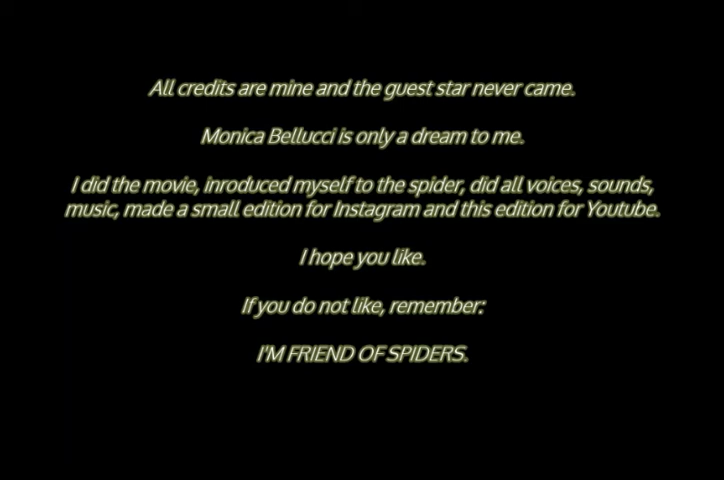 All credits are mine and the guest star never came.
Monica Bellucci is only a dream to me.
I did the movie, inroduced myself to the spider, did all voices, sounds,
music, made a small edition for Instagram and this edition for Youtube.
I hope you like.
If you do not like, remember:
I'M FRIEND OF SPIDERS.